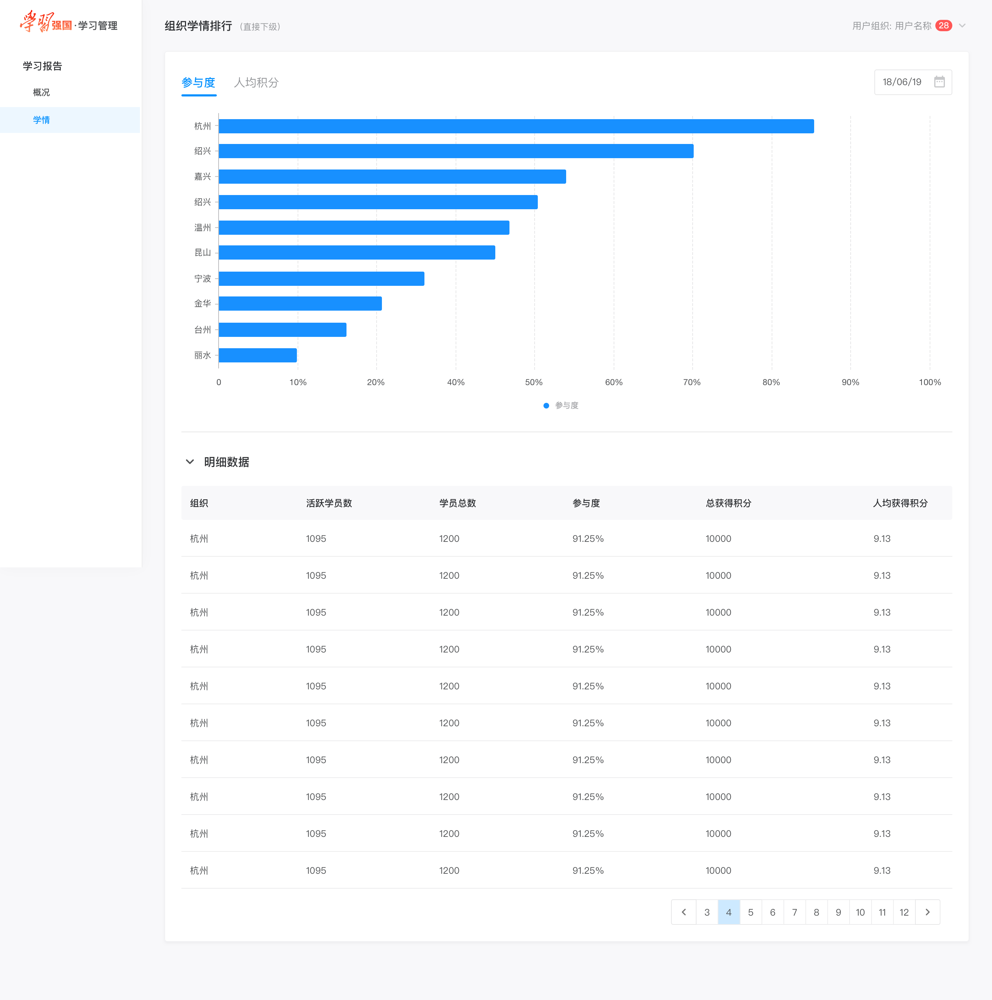 學習强国·学习管理
学习报告
概况
学情
组织学情排行 (直接下级)
用户组织: 用户名称 28
参与度 人均积分
18/06/19
杭州
绍兴
嘉兴
绍兴
温州
昆山
宁波
金华
台州
丽水
0 10% 20% 40% 50% 60% 70% 80% 90% 100%
参与度
明细数据
组织 活跃学员数 学员总数 参与度 总获得积分 人均获得积分
杭州 1095 1200 91.25% 10000 9.13
杭州 1095 1200 91.25% 10000 9.13
杭州 1095 1200 91.25% 10000 9.13
杭州 1095 1200 91.25% 10000 9.13
杭州 1095 1200 91.25% 10000 9.13
杭州 1095 1200 91.25% 10000 9.13
杭州 1095 1200 91.25% 10000 9.13
杭州 1095 1200 91.25% 10000 9.13
杭州 1095 1200 91.25% 10000 9.13
杭州 1095 1200 91.25% 10000 9.13
3 4 5 6 7 8 9 10 11 12